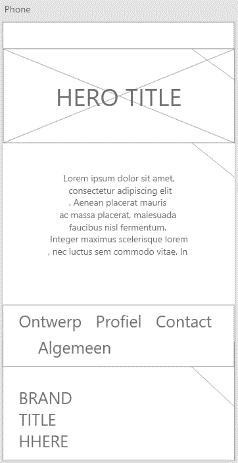 Phone
HERO TITLE
Lorem ipsum dolor sit amet,
consectetur adipiscing elit
. Aenean placerat mauris
ac massa placerat, malesuada
faucibus nisl fermentum.
Integer maximus scelerisque lorem
, nec luctus sem commodo vitae. In
Ontwerp Profiel Contact
Algemeen
BRAND
TITLE
HHERE